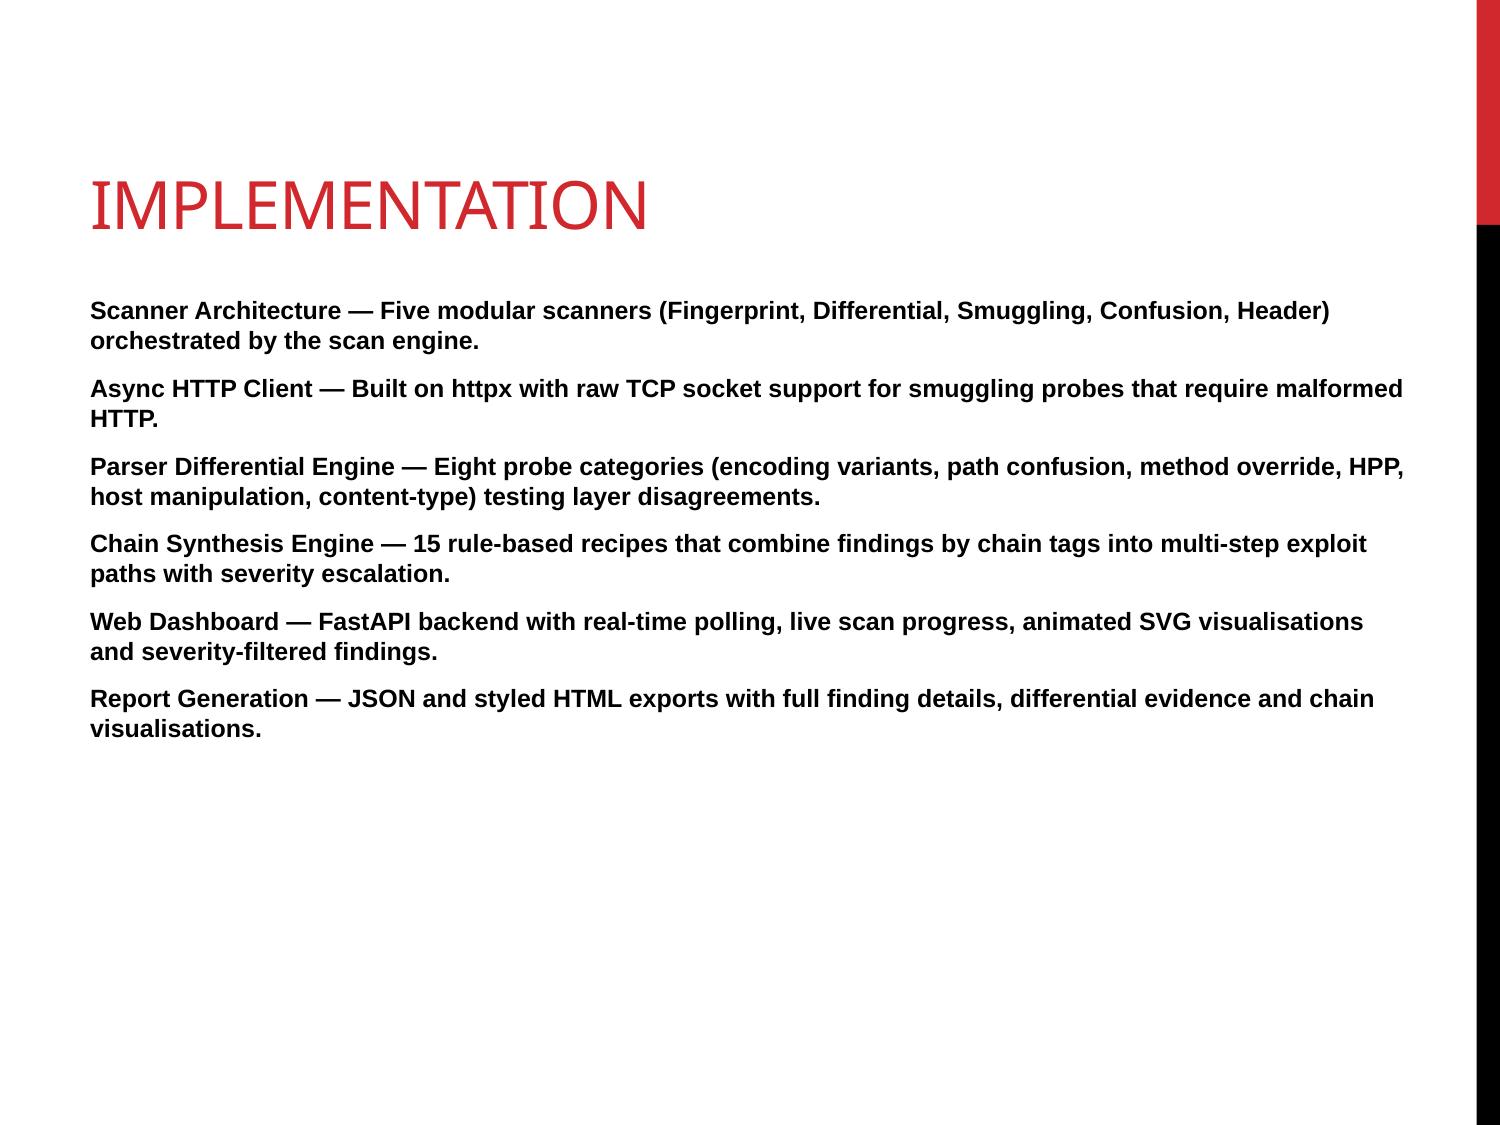 IMPLEMENTATION
Scanner Architecture — Five modular scanners (Fingerprint, Differential, Smuggling, Confusion, Header)
orchestrated by the scan engine.
Async HTTP Client — Built on httpx with raw TCP socket support for smuggling probes that require malformed
HTTP.
Parser Differential Engine — Eight probe categories (encoding variants, path confusion, method override, HPP,
host manipulation, content-type) testing layer disagreements.
Chain Synthesis Engine — 15 rule-based recipes that combine findings by chain tags into multi-step exploit
paths with severity escalation.
Web Dashboard — FastAPI backend with real-time polling, live scan progress, animated SVG visualisations
and severity-filtered findings.
Report Generation — JSON and styled HTML exports with full finding details, differential evidence and chain
visualisations.